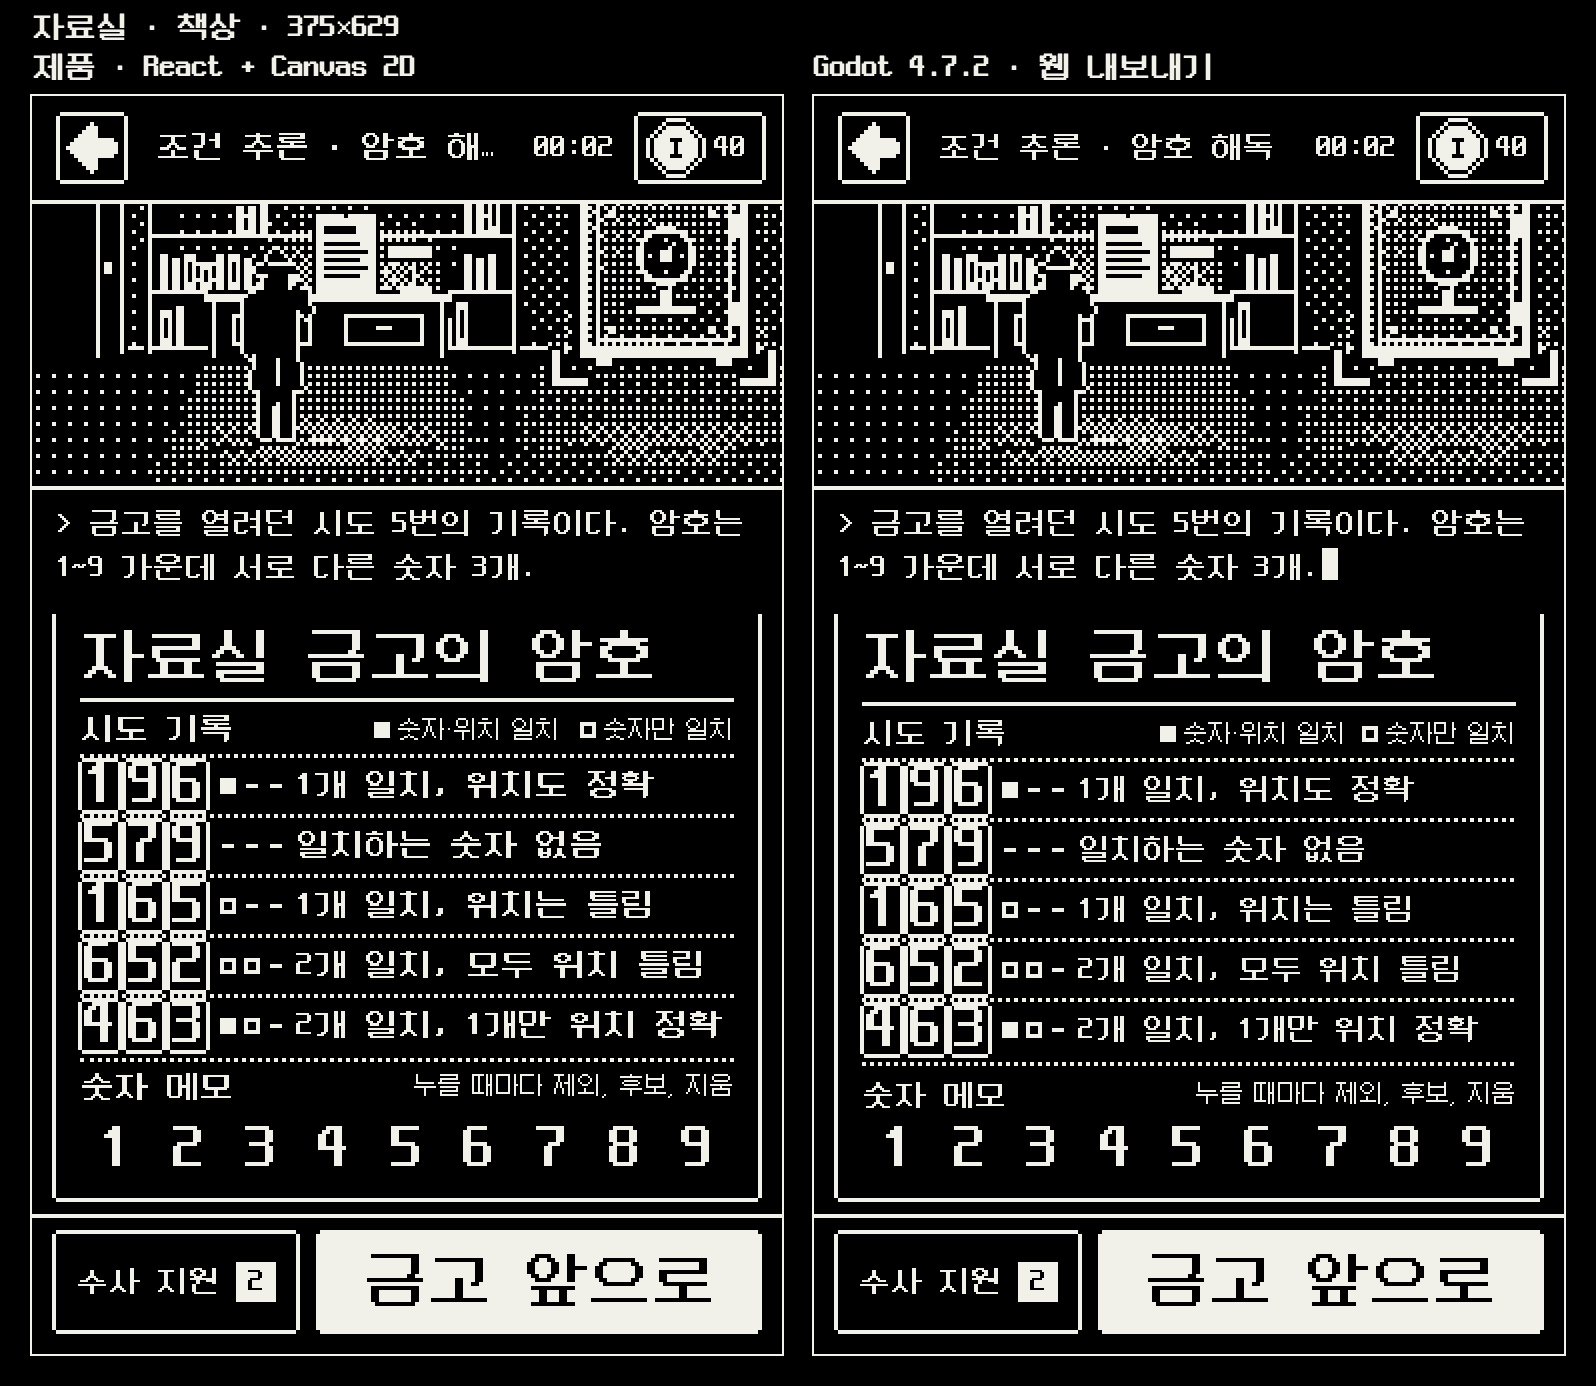 자료실 · 책상 · 375×629
제품 · React + Canvas 2D
조건 추론 · 암호 해…
00:02
I 40
> 금고를 열려던 시도 5번의 기록이다. 암호는
1~9 가운데 서로 다른 숫자 3개.
자료실 금고의 암호
시도 기록 ■숫자·위치 일치 □숫자만 일치
196 ■-- 1개 일치, 위치도 정확
579 --- 일치하는 숫자 없음
165 □-- 1개 일치, 위치는 틀림
652 □□- 2개 일치, 모두 위치 틀림
463 ■□- 2개 일치, 1개만 위치 정확
숫자 메모 누를 때마다 제외, 후보, 지움
1 2 3 4 5 6 7 8 9
수사 지원 2
금고 앞으로
Godot 4.7.2 · 웹 내보내기
조건 추론 · 암호 해독
00:02
I 40
> 금고를 열려던 시도 5번의 기록이다. 암호는
1~9 가운데 서로 다른 숫자 3개.
자료실 금고의 암호
시도 기록 ■숫자·위치 일치 □숫자만 일치
196 ■-- 1개 일치, 위치도 정확
579 --- 일치하는 숫자 없음
165 □-- 1개 일치, 위치는 틀림
652 □□- 2개 일치, 모두 위치 틀림
463 ■□- 2개 일치, 1개만 위치 정확
숫자 메모 누를 때마다 제외, 후보, 지움
1 2 3 4 5 6 7 8 9
수사 지원 2
금고 앞으로